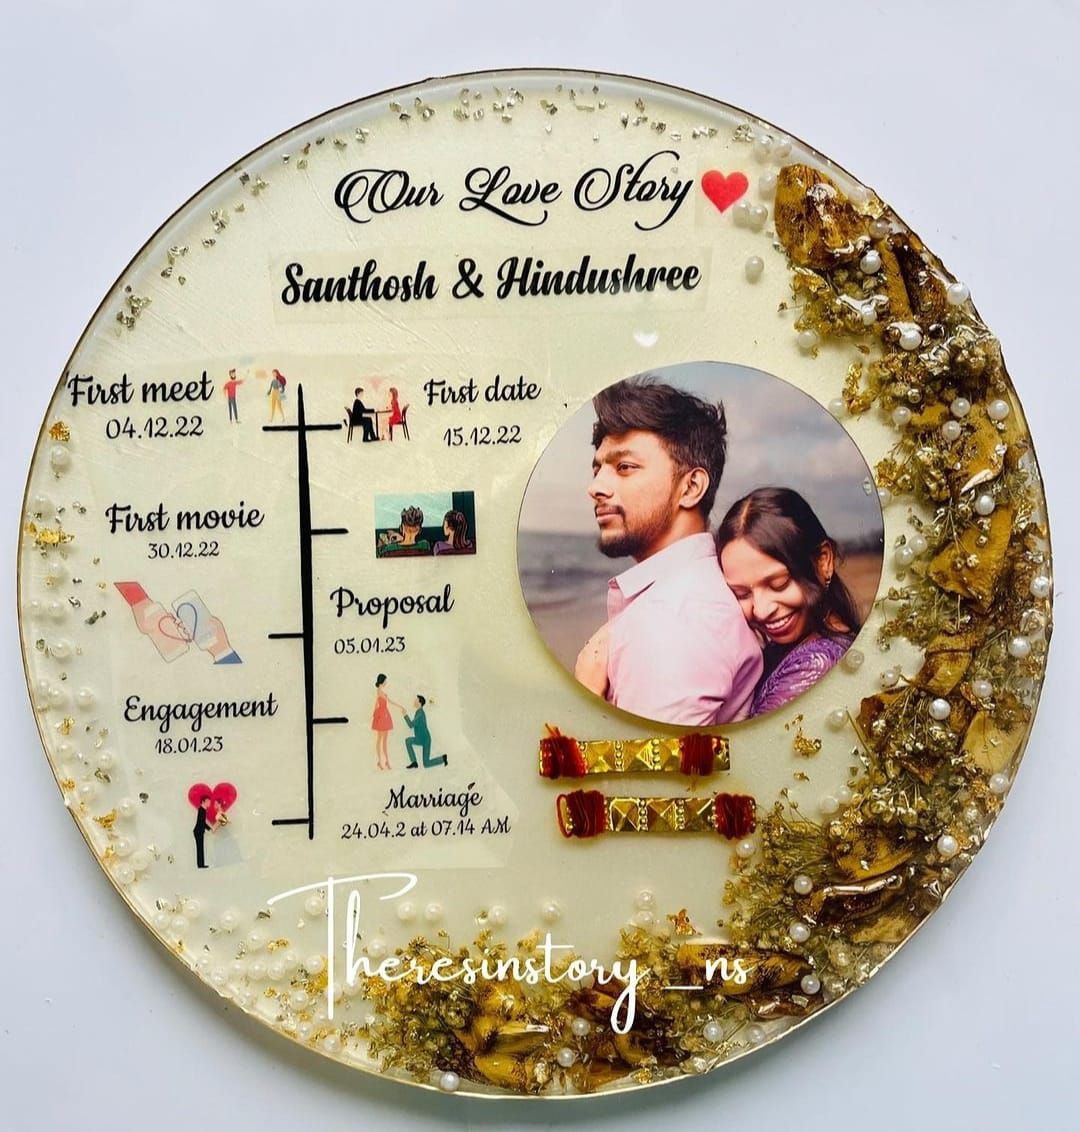 Our Love Story
Santhosh & Hindushree
First meet
04.12.22
First date
15.12.22
First movie
30.12.22
Proposal
05.01.23
Engagement
18.01.23
Marriage
24.04.2 at 07.14 AM
Theresinstory_ns